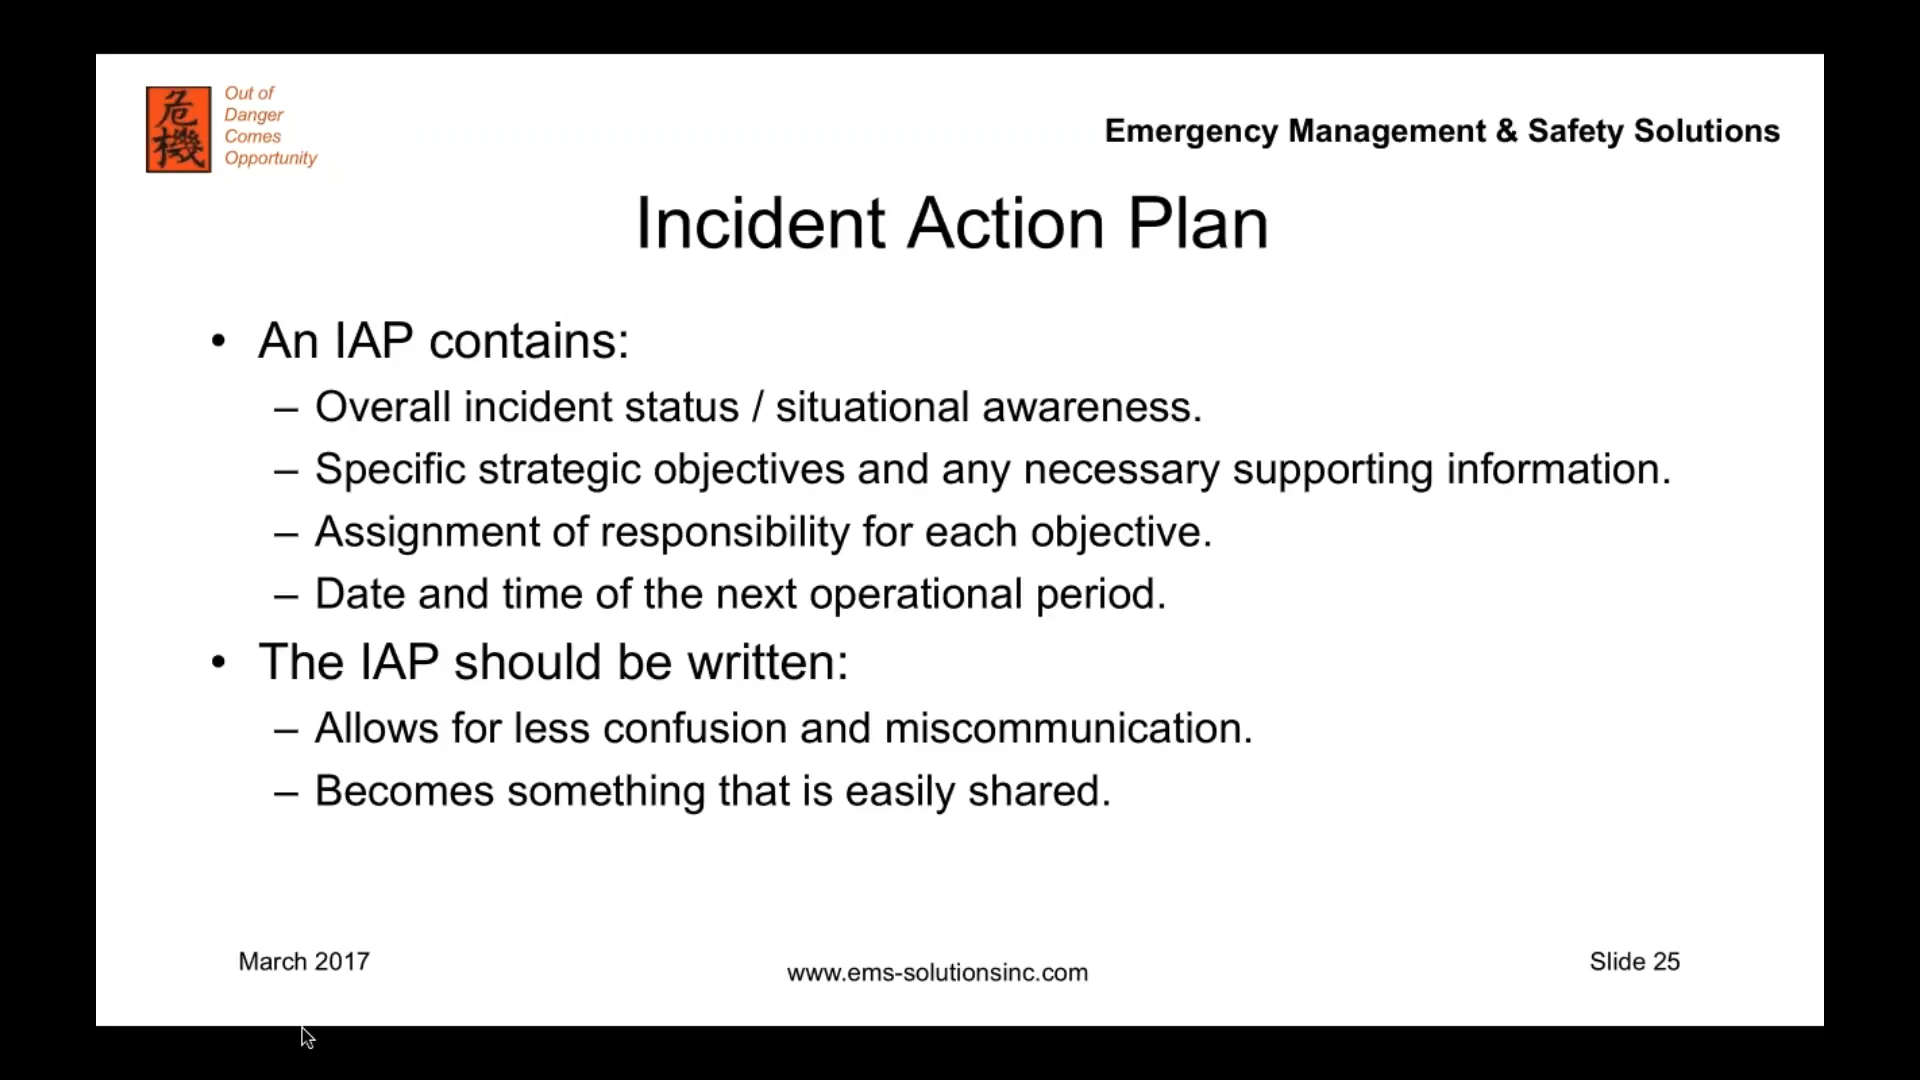 危
機
Out of
Danger
Comes
Opportunity
Emergency Management & Safety Solutions
Incident Action Plan
• An IAP contains:
– Overall incident status / situational awareness.
– Specific strategic objectives and any necessary supporting information.
– Assignment of responsibility for each objective.
– Date and time of the next operational period.
• The IAP should be written:
– Allows for less confusion and miscommunication.
– Becomes something that is easily shared.
March 2017
www.ems-solutionsinc.com
Slide 25